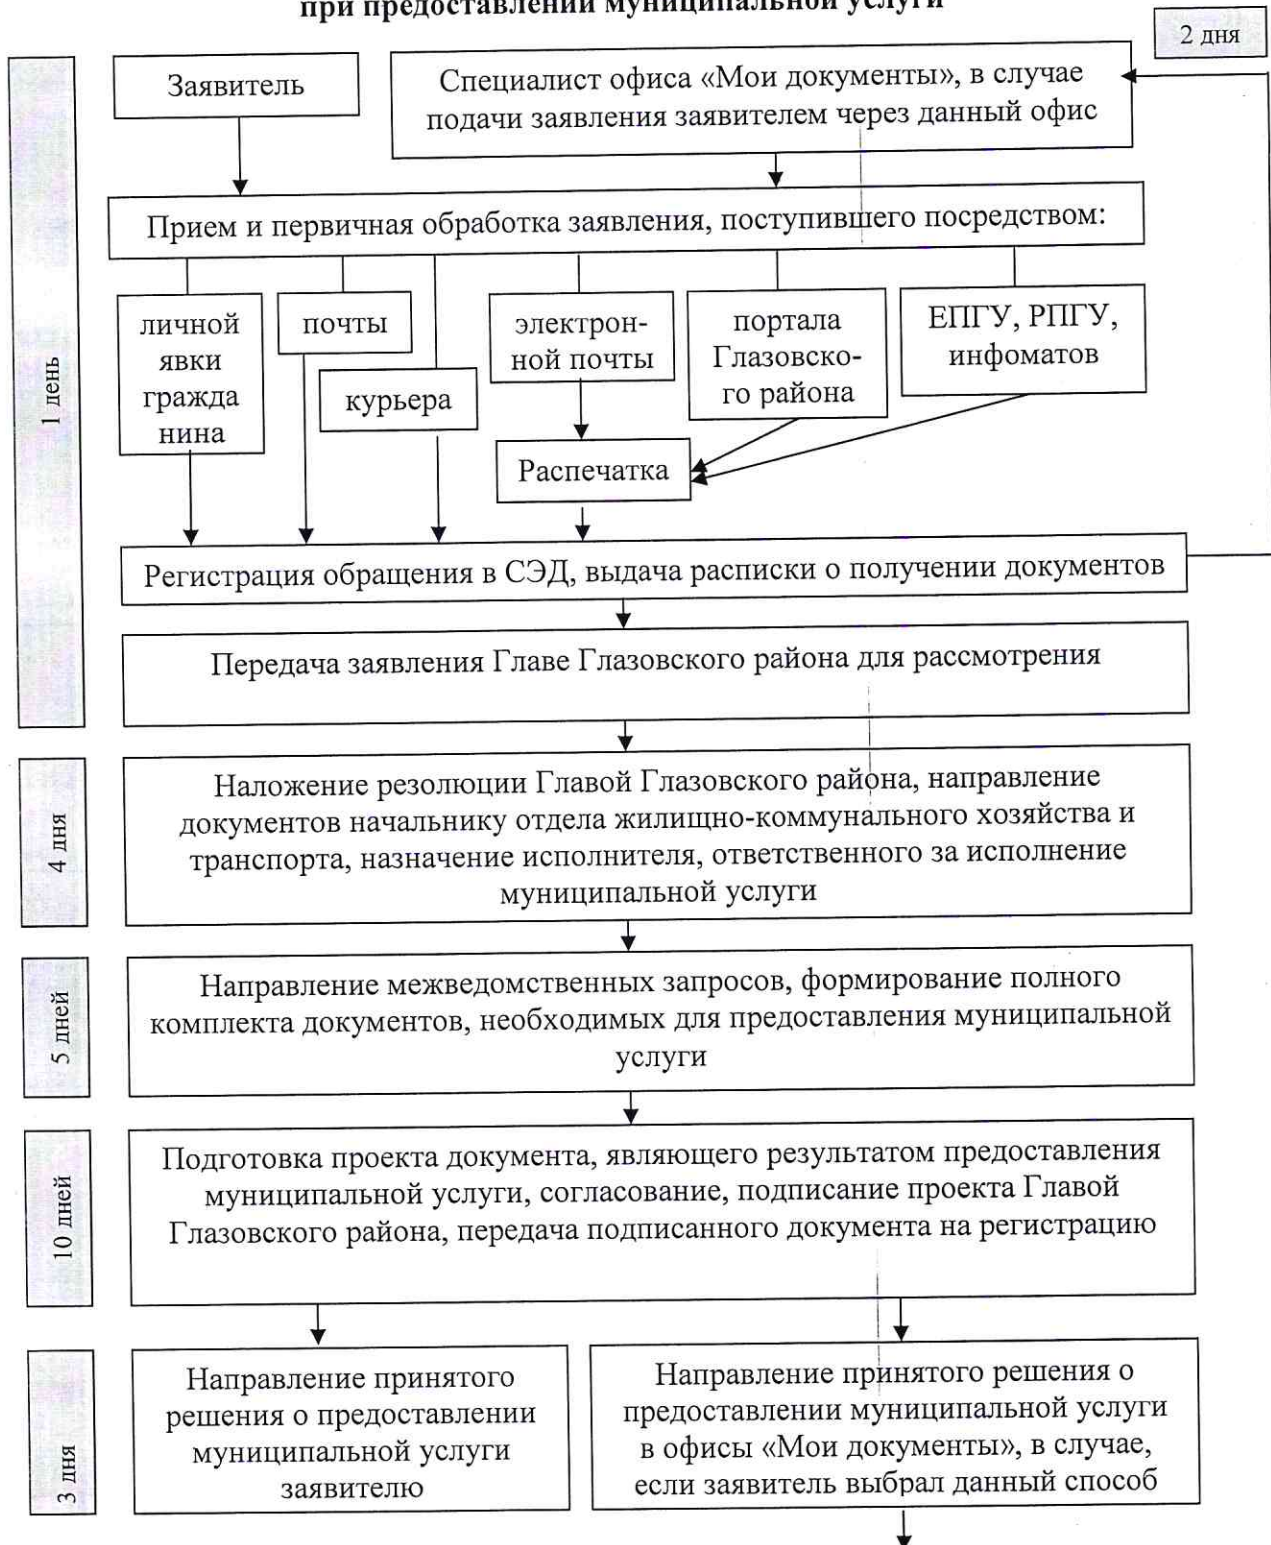 при предоставлении муниципальной услуги
2 дня
Заявитель
Специалист офиса «Мои документы», в случае
подачи заявления заявителем через данный офис
1 день
Прием и первичная обработка заявления, поступившего посредством:
личной
явки
гражда
нина
почты
курьера
электрон-
ной почты
портала
Глазовско-
го района
ЕПГУ, РПГУ,
инфоматов
Распечатка
Регистрация обращения в СЭД, выдача расписки о получении документов
Передача заявления Главе Глазовского района для рассмотрения
4 дня
Наложение резолюции Главой Глазовского района, направление
документов начальнику отдела жилищно-коммунального хозяйства и
транспорта, назначение исполнителя, ответственного за исполнение
муниципальной услуги
5 дней
Направление межведомственных запросов, формирование полного
комплекта документов, необходимых для предоставления муниципальной
услуги
10 дней
Подготовка проекта документа, являющего результатом предоставления
муниципальной услуги, согласование, подписание проекта Главой
Глазовского района, передача подписанного документа на регистрацию
3 дня
Направление принятого
решения о предоставлении
муниципальной услуги
заявителю
Направление принятого решения о
предоставлении муниципальной услуги
в офисы «Мои документы», в случае,
если заявитель выбрал данный способ